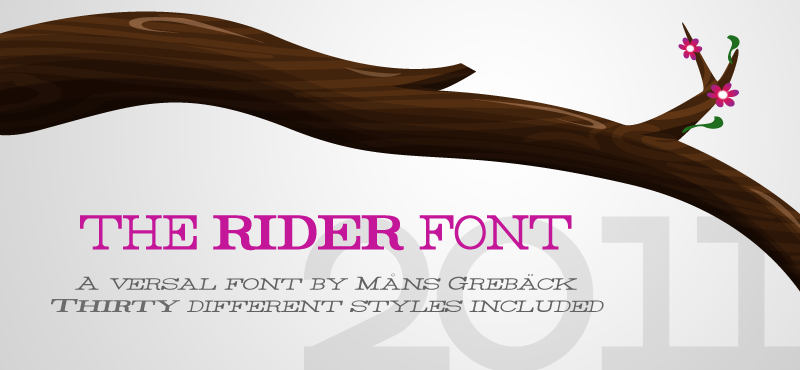 THE RIDER FONT
2011
A VERSAL FONT BY MÅNS GREBÄCK
THIRTY DIFFERENT STYLES INCLUDED